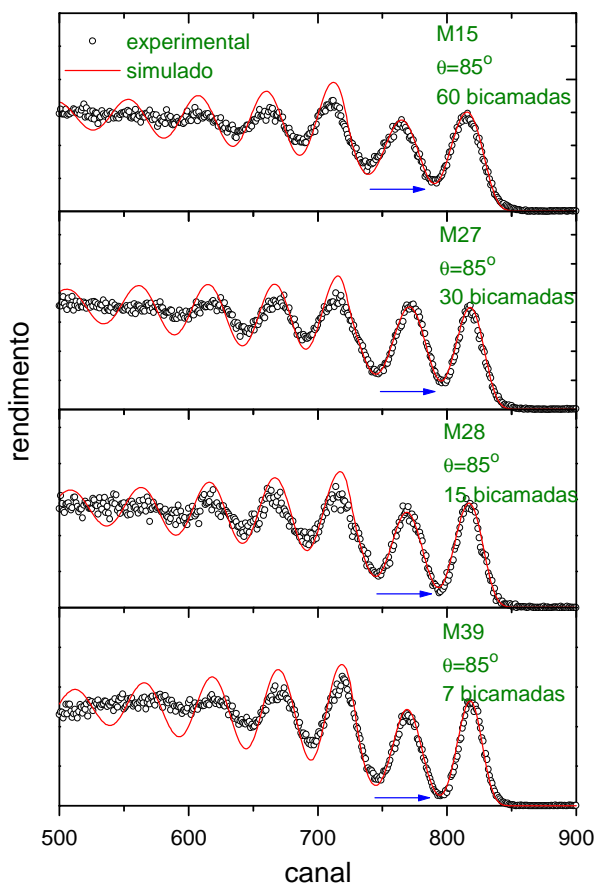 experimental
simulado
M15
θ=85°
60 bicamadas
M27
θ=85°
30 bicamadas
M28
θ=85°
15 bicamadas
M39
θ=85°
7 bicamadas
rendimento
500 600 700 800 900
canal